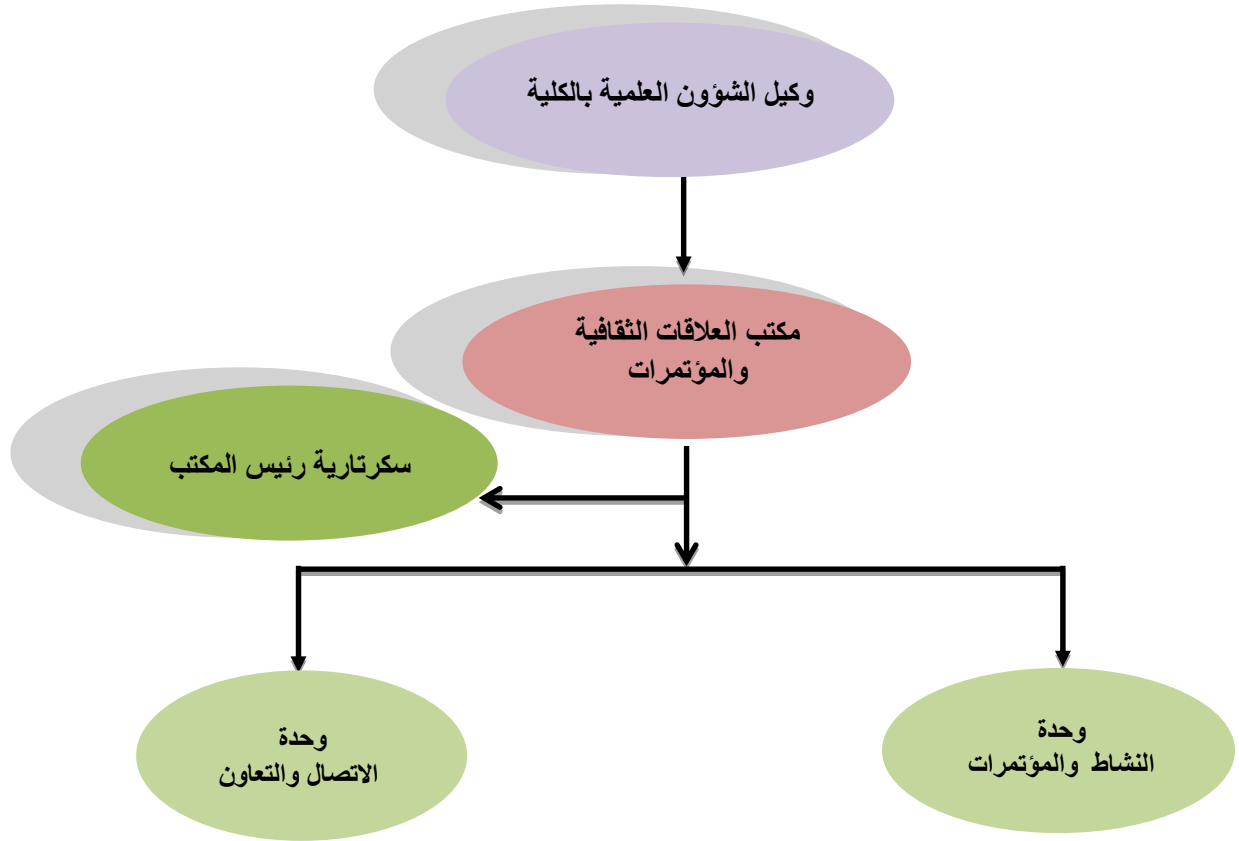 وكيل الشؤون العلمية بالكلية
مكتب العلاقات الثقافية
والمؤتمرات
سكرتارية رئيس المكتب
وحدة
النشاط والمؤتمرات
وحدة
الاتصال والتعاون